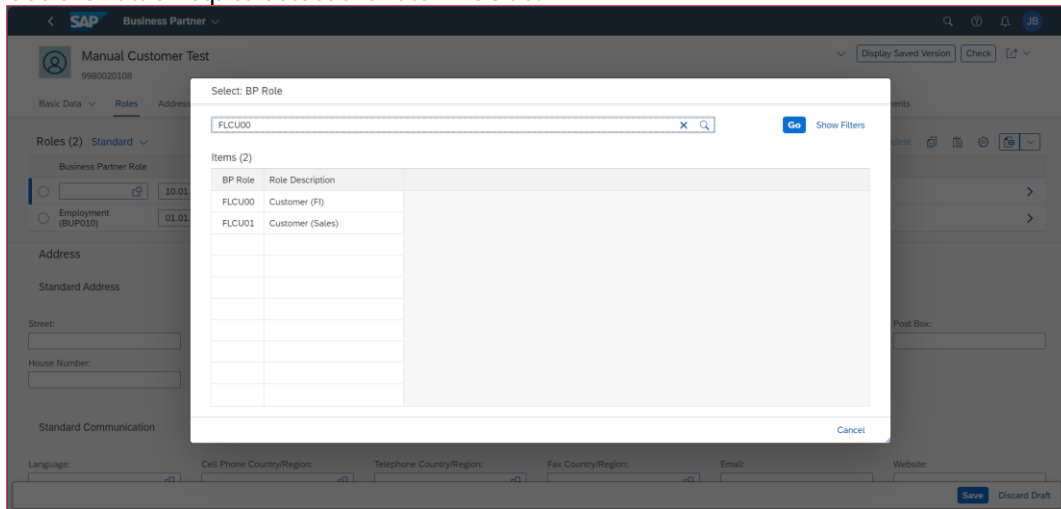 SAP Business Partner
JB
Manual Customer Test
9980020108
Display Saved Version Check
Basic Data Roles Address
Select: BP Role
FLCU00
Go Show Filters
Roles (2) Standard
Items (2)
Business Partner Role
BP Role Role Description
10.01.
FLCU00 Customer (FI)
Employment
(BUP010)
01.01
FLCU01 Customer (Sales)
Address
Standard Address
Street:
Post Box:
House Number:
Standard Communication
Cancel
Language: Cell Phone Country/Region: Telephone Country/Region: Fax Country/Region: Email: Website:
Save Discard Draft